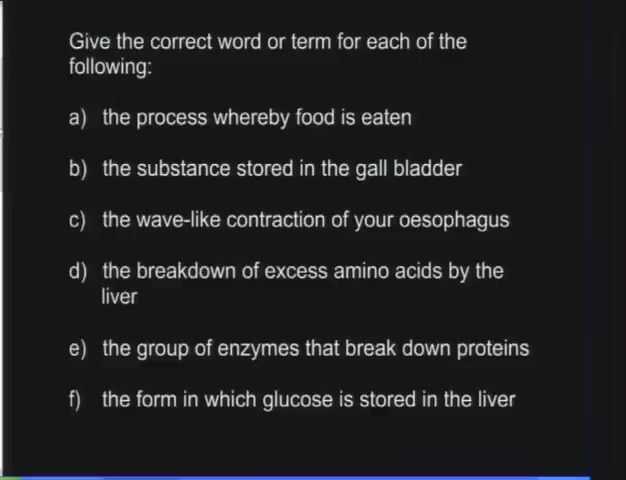 Give the correct word or term for each of the
following:
a) the process whereby food is eaten
b) the substance stored in the gall bladder
c) the wave-like contraction of your oesophagus
d) the breakdown of excess amino acids by the
liver
e) the group of enzymes that break down proteins
f) the form in which glucose is stored in the liver